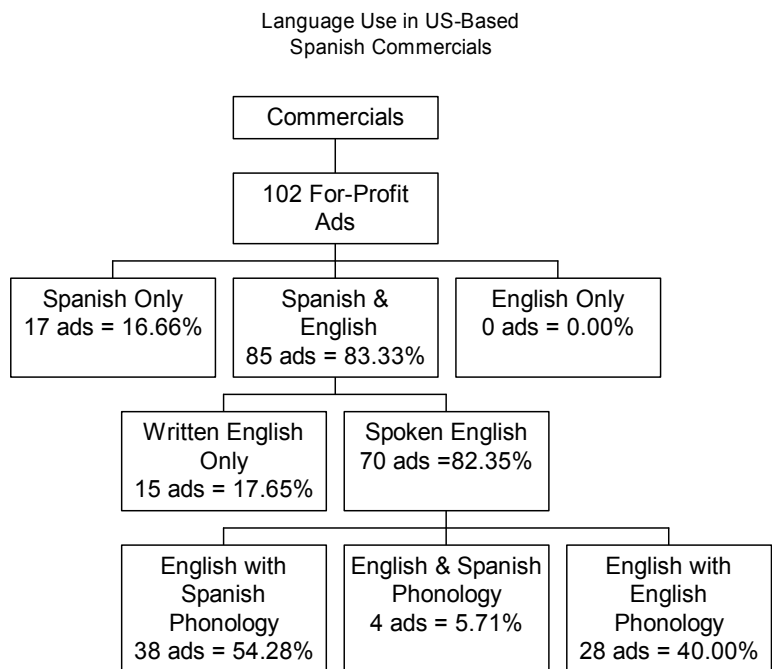 Language Use in US-Based
Spanish Commercials
Commercials
102 For-Profit
Ads
Spanish Only
17 ads = 16.66%
Spanish &
English
85 ads = 83.33%
English Only
0 ads = 0.00%
Written English
Only
15 ads = 17.65%
Spoken English
70 ads =82.35%
English with
Spanish
Phonology
38 ads = 54.28%
English & Spanish
Phonology
4 ads = 5.71%
English with
English
Phonology
28 ads = 40.00%